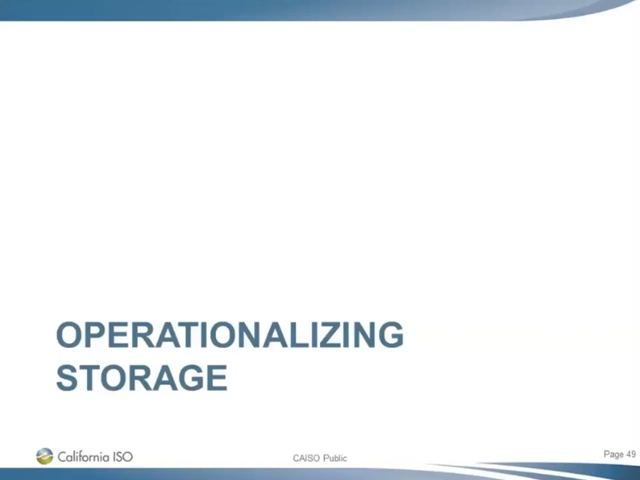 OPERATIONALIZING
STORAGE
California ISO
CAISO Public
Page 49